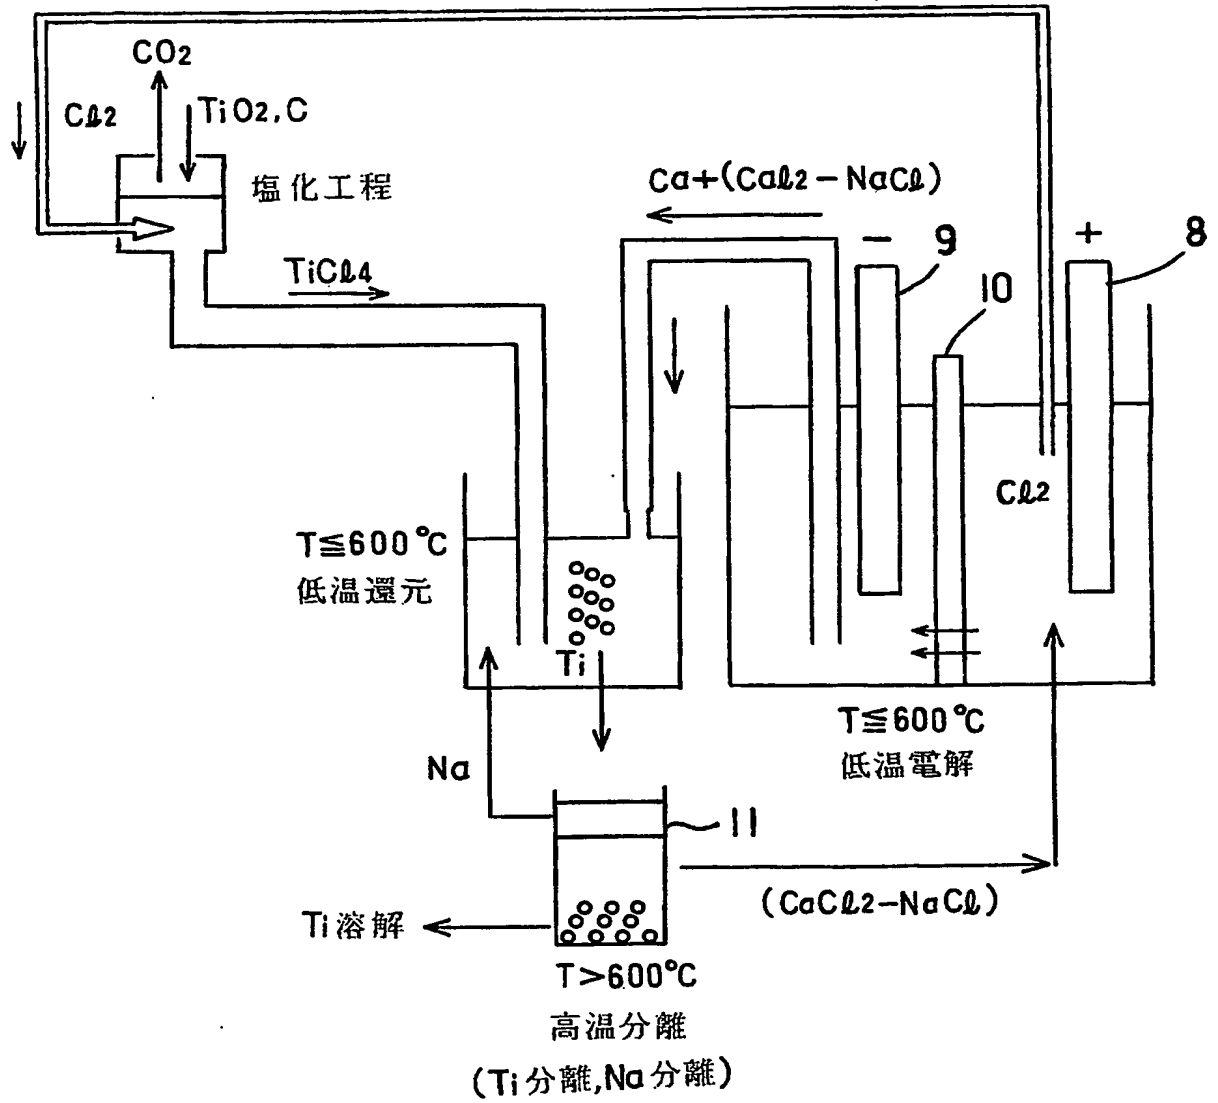 CO2
Cl2
TiO2,C
塩化工程
TiCl4
Ca+(Cal2-NaCl)
-
9
+
8
10
Cl2
T≦600°C
低温還元
Ti
T≦600°C
低温電解
Na
11
(CaCl2-NaCl)
Ti溶解
T>600°C
高温分離
(Ti分離,Na分離)